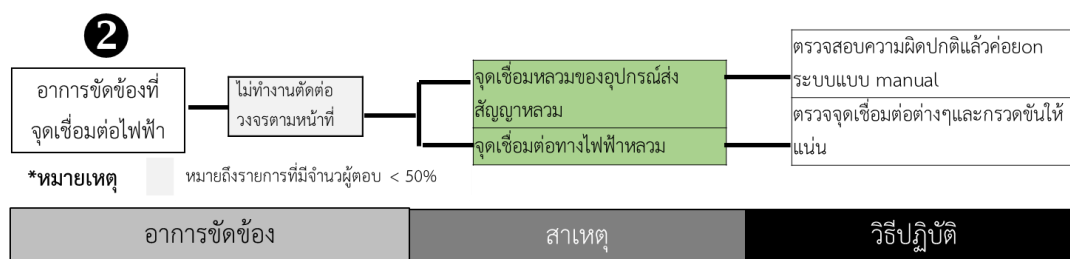 2
อาการขัดข้องที่
จุดเชื่อมต่อไฟฟ้า
ไม่ทำงานตัดต่อ
วงจรตามหน้าที่
จุดเชื่อมหลวมของอุปกรณ์ส่ง
สัญญาหลวม
จุดเชื่อมต่อทางไฟฟ้าหลวม
ตรวจสอบความผิดปกติแล้วค่อยon
ระบบแบบ manual
ตรวจจุดเชื่อมต่อต่างๆและกรวดขันให้
แน่น
*หมายเหตุ หมายถึงรายการที่มีจำนวผู้ตอบ < 50%
อาการขัดข้อง สาเหตุ วิธีปฏิบัติ